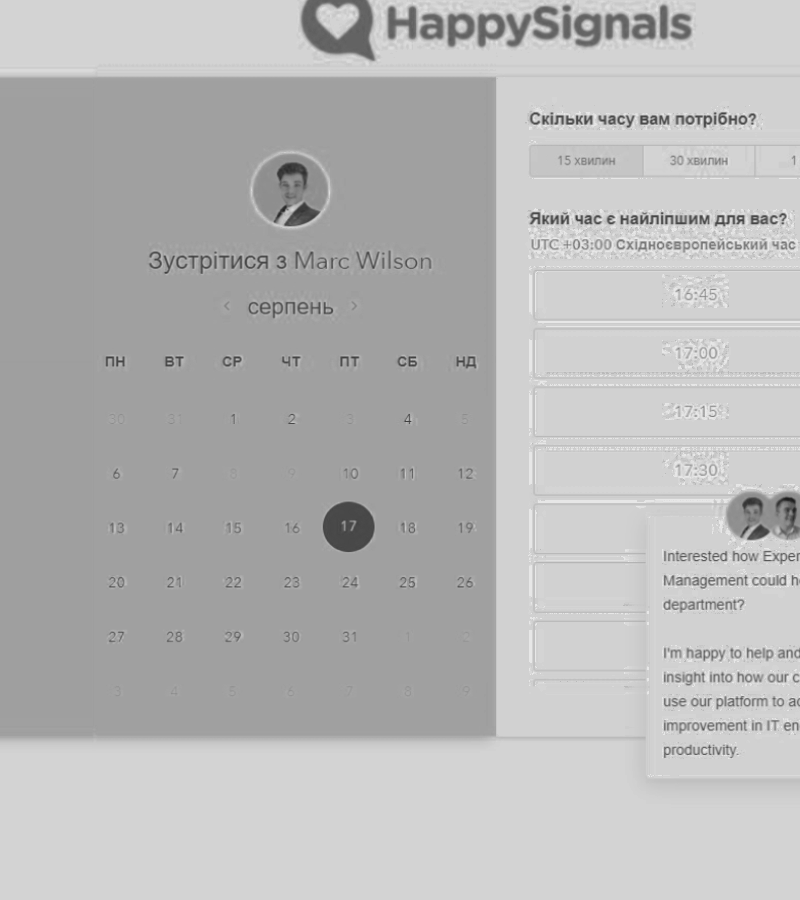 HappySignals
Зустрітися з Marc Wilson
< серпень >
ПН ВТ СР ЧТ ПТ СБ НД
30 31 1 2 3 4 5
6 7 8 9 10 11 12
13 14 15 16 17 18 19
20 21 22 23 24 25 26
27 28 29 30 31 1 2
3 4 5 6 7 8 9
Скільки часу вам потрібно?
15 хвилин 30 хвилин 1
Який час є найліпшим для вас?
UTC +03:00 Східноєвропейський час
16:45
17:00
17:15
17:30
Interested how Exper
Management could he
department?
I'm happy to help and
insight into how our c
use our platform to ac
improvement in IT en
productivity.